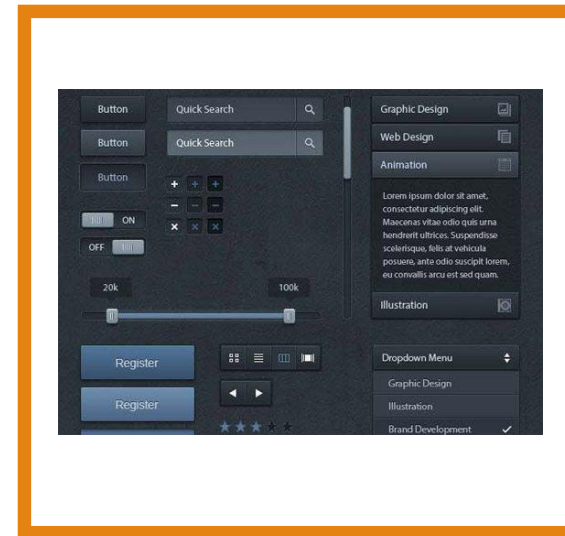 Button
Quick Search
Button
Quick Search
Button
ON
OFF
20k
100k
Register
Register
Graphic Design
Web Design
Animation
Lorem ipsum dolor sit amet,
consectetur adipiscing elit.
Maecenas vitae odio quis urna
hendrerit ultrices. Suspendisse
scelerisque, felis at vehicula
posuere, ante odio suscipit lorem,
eu convallis arcu est sed quam.
Illustration
Dropdown Menu
Graphic Design
Illustration
Brand Development